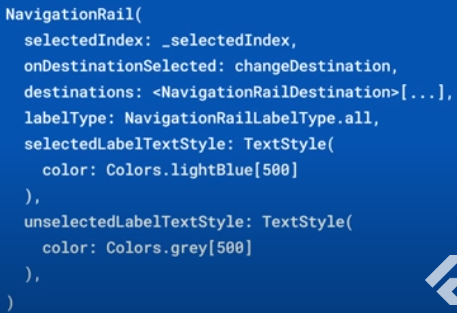 NavigationRail(
  selectedIndex: _selectedIndex,
  onDestinationSelected: changeDestination,
  destinations: <NavigationRailDestination>[...],
  labelType: NavigationRailLabelType.all,
  selectedLabelTextStyle: TextStyle(
    color: Colors.lightBlue[500]
  ),
  unselectedLabelTextStyle: TextStyle(
    color: Colors.grey[500]
  ),
)